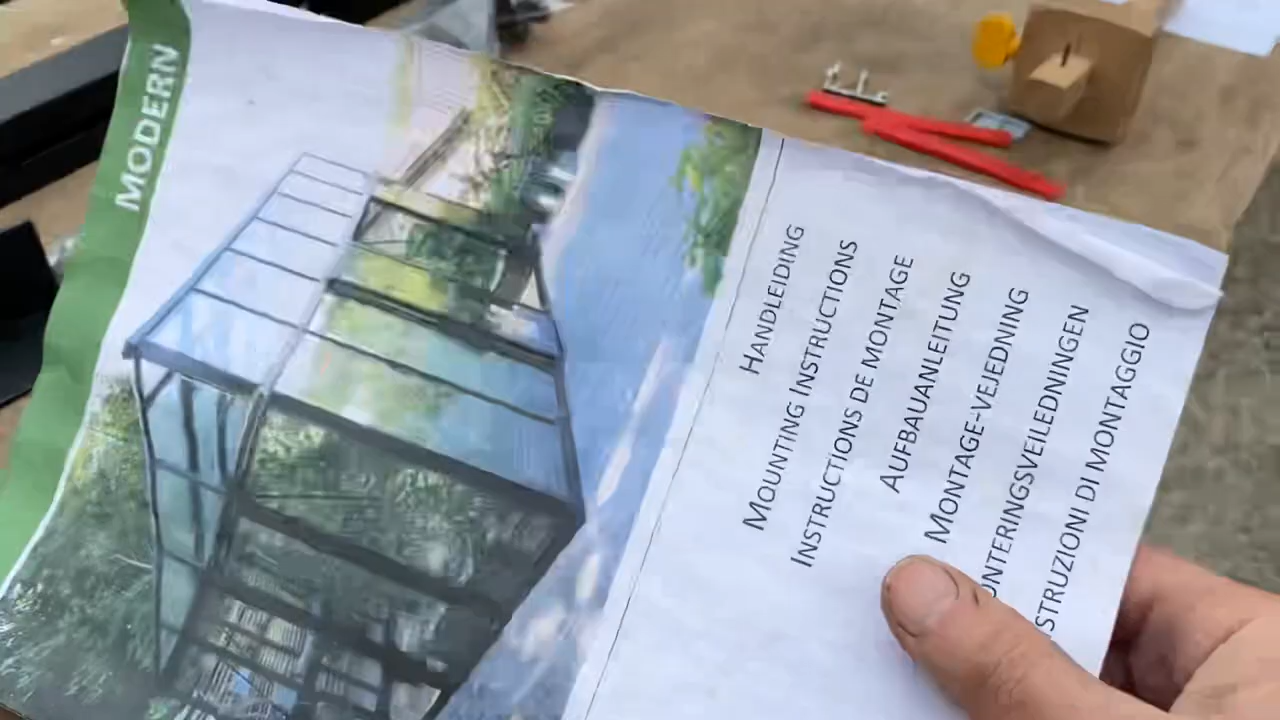 MODERN
HANDLEIDING
MOUNTING INSTRUCTIONS
INSTRUCTIONS DE MONTAGE
AUFBAUANLEITUNG
MONTAGE-VEJEDNING
ONTERINGSVEILEDNINGEN
STRUZIONI DI MONTAGGIO